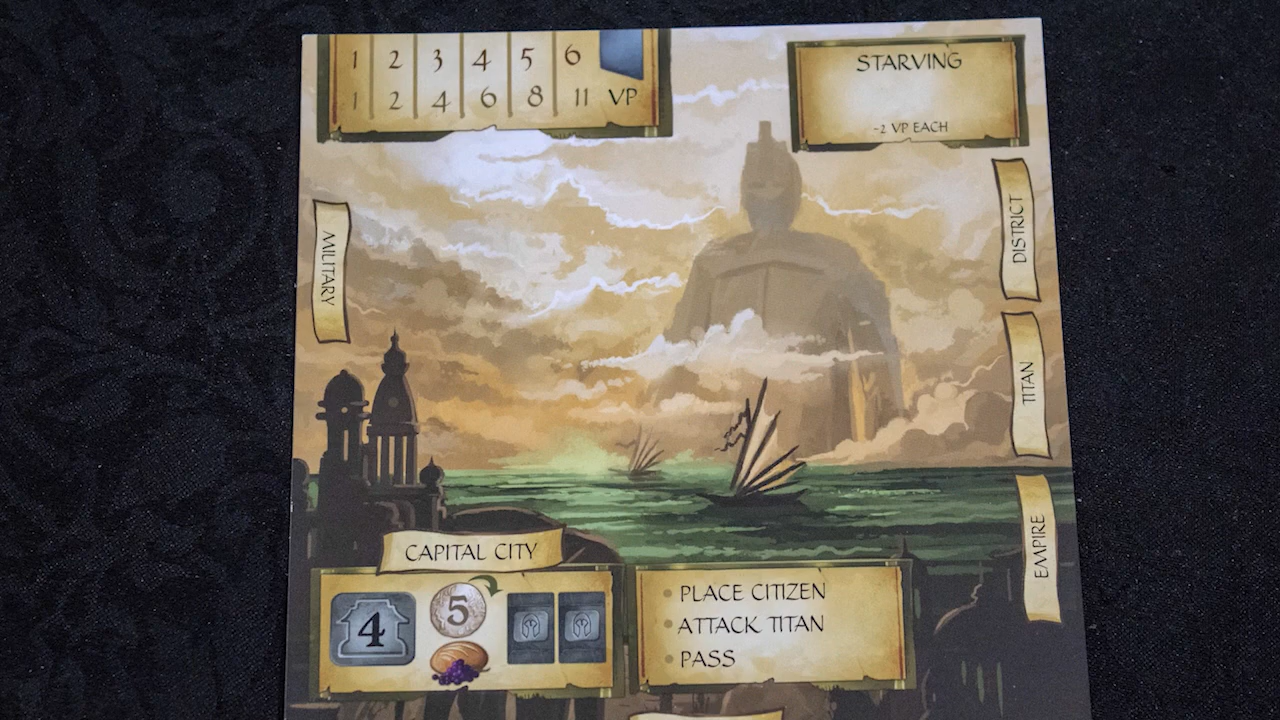 1 2 3 4 5 6
1 2 4 6 8 11 VP
STARVING
-2 VP EACH
MILITARY
DISTRICT
TITAN
EMPIRE
CAPITAL CITY
4
5
• PLACE CITIZEN
• ATTACK TITAN
• PASS